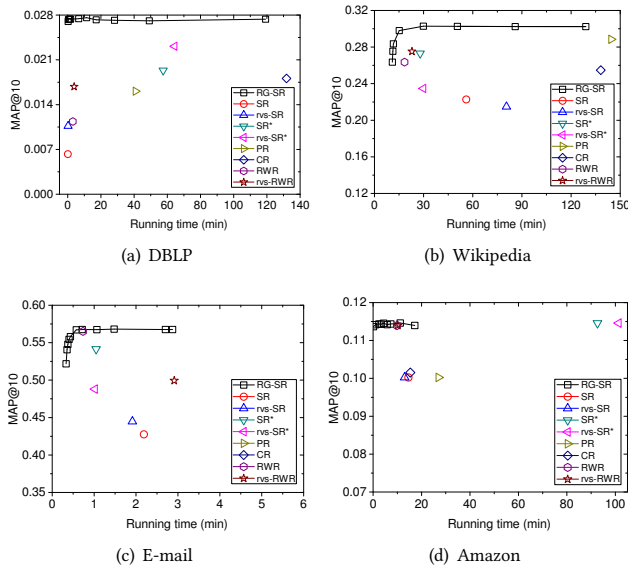 0.028
0.021
0.014
0.007
0.000
MAP@10
RG-SR
SR
rvs-SR
SR*
rvs-SR*
PR
CR
RWR
rvs-RWR
0 20 40 60 80 100 120 140
Running time (min)
(a) DBLP
0.32
0.28
0.24
0.20
0.16
0.12
MAP@10
RG-SR
SR
rvs-SR
SR*
rvs-SR*
PR
CR
RWR
rvs-RWR
0 30 60 90 120 150
Running time (min)
(b) Wikipedia
0.60
0.55
0.50
0.45
0.40
0.35
MAP@10
RG-SR
SR
rvs-SR
SR*
rvs-SR*
PR
CR
RWR
rvs-RWR
0 1 2 3 4 5 6
Running time (min)
(c) E-mail
0.12
0.11
0.10
0.09
0.08
0.07
MAP@10
RG-SR
SR
rvs-SR
SR*
rvs-SR*
PR
CR
RWR
rvs-RWR
0 20 40 60 80 100
Running time (min)
(d) Amazon